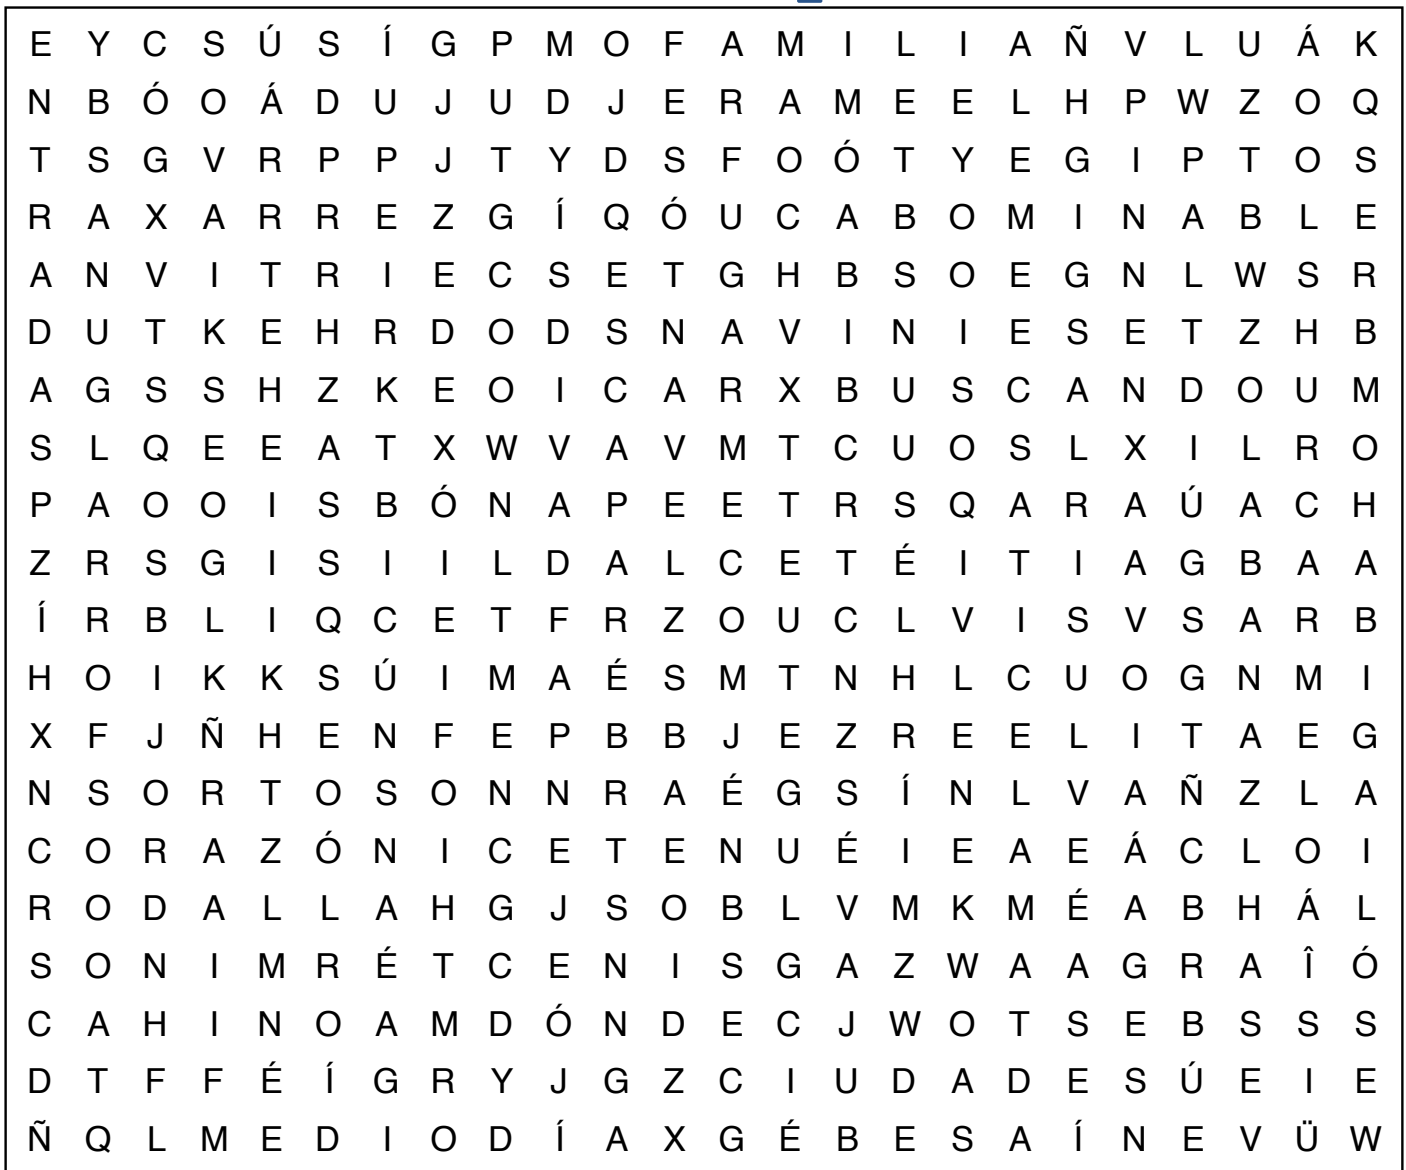 E Y C S Ú S Í G P M O F A M I L I A Ñ V L U Á K
N B Ó O Á D U J U D J E R A M E E L H P W Z O Q
T S G V R P P J T Y D S F O Ó T Y E G I P T O S
R A X A R R E Z G Í Q Ó U C A B O M I N A B L E
A N V I T R I E C S E T G H B S O E G N L W S R
D U T K E H R D O D S N A V I N I E S E T Z H B
A G S S H Z K E O I C A R X B U S C A N D O U M
S L Q E E A T X W V A V M T C U O S L X I L R O
P A O O I S B Ó N A P E E T R S Q A R A Ú A C H
Z R S G I S I I L D A L C E T É I T I A G B A A
Í R B L I Q C E T F R Z O U C L V I S V S A R B
H O I K K S Ú I M A É S M T N H L C U O G N M I
X F J Ñ H E N F E P B B J E Z R E E L I T A E G
N S O R T O S O N N R A É G S Í N L V A Ñ Z L A
C O R A Z Ó N I C E T E N U É I E A E Á C L O I
R O D A L L A H G J S O B L V M K M É A B H Á L
S O N I M R É T C E N I S G A Z W A A G R A Î Ó
C A H I N O A M D Ó N D E C J W O T S E B S S S
D T F F É Í G R Y J G Z C I U D A D E S Ú E I E
Ñ Q L M E D I O D Í A X G É B E S A Í N E V Ü W